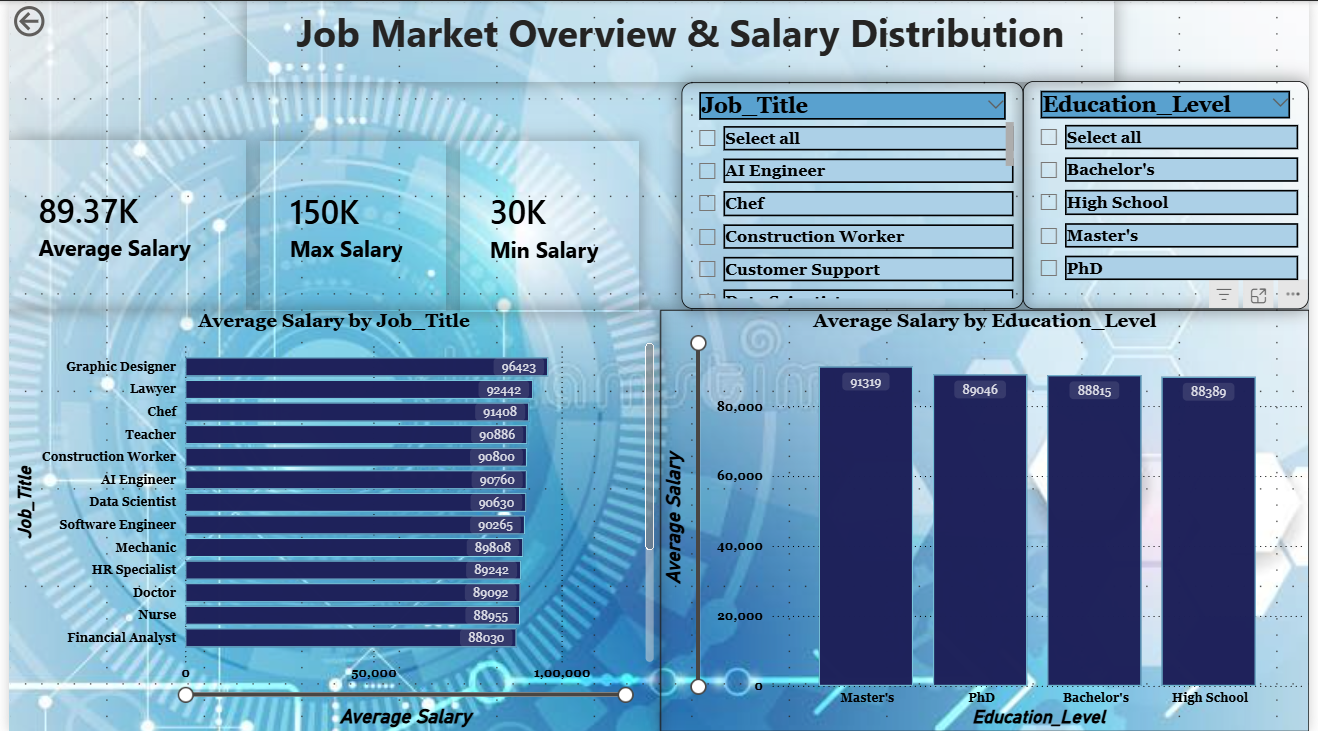 Job Market Overview & Salary Distribution
89.37K
Average Salary
150K
Max Salary
30K
Min Salary
Job_Title
Select all
AI Engineer
Chef
Construction Worker
Customer Support
Education_Level
Select all
Bachelor's
High School
Master's
PhD
Average Salary by Job_Title
Job_Title
Graphic Designer 96423
Lawyer 92442
Chef 91408
Teacher 90886
Construction Worker 90800
AI Engineer 90760
Data Scientist 90630
Software Engineer 90265
Mechanic 89808
HR Specialist 89242
Doctor 89092
Nurse 88955
Financial Analyst 88030
0 50,000 1,00,000
Average Salary
Average Salary by Education_Level
Average Salary
91319 89046 88815 88389
80,000
60,000
40,000
20,000
0
Master's PhD Bachelor's High School
Education_Level